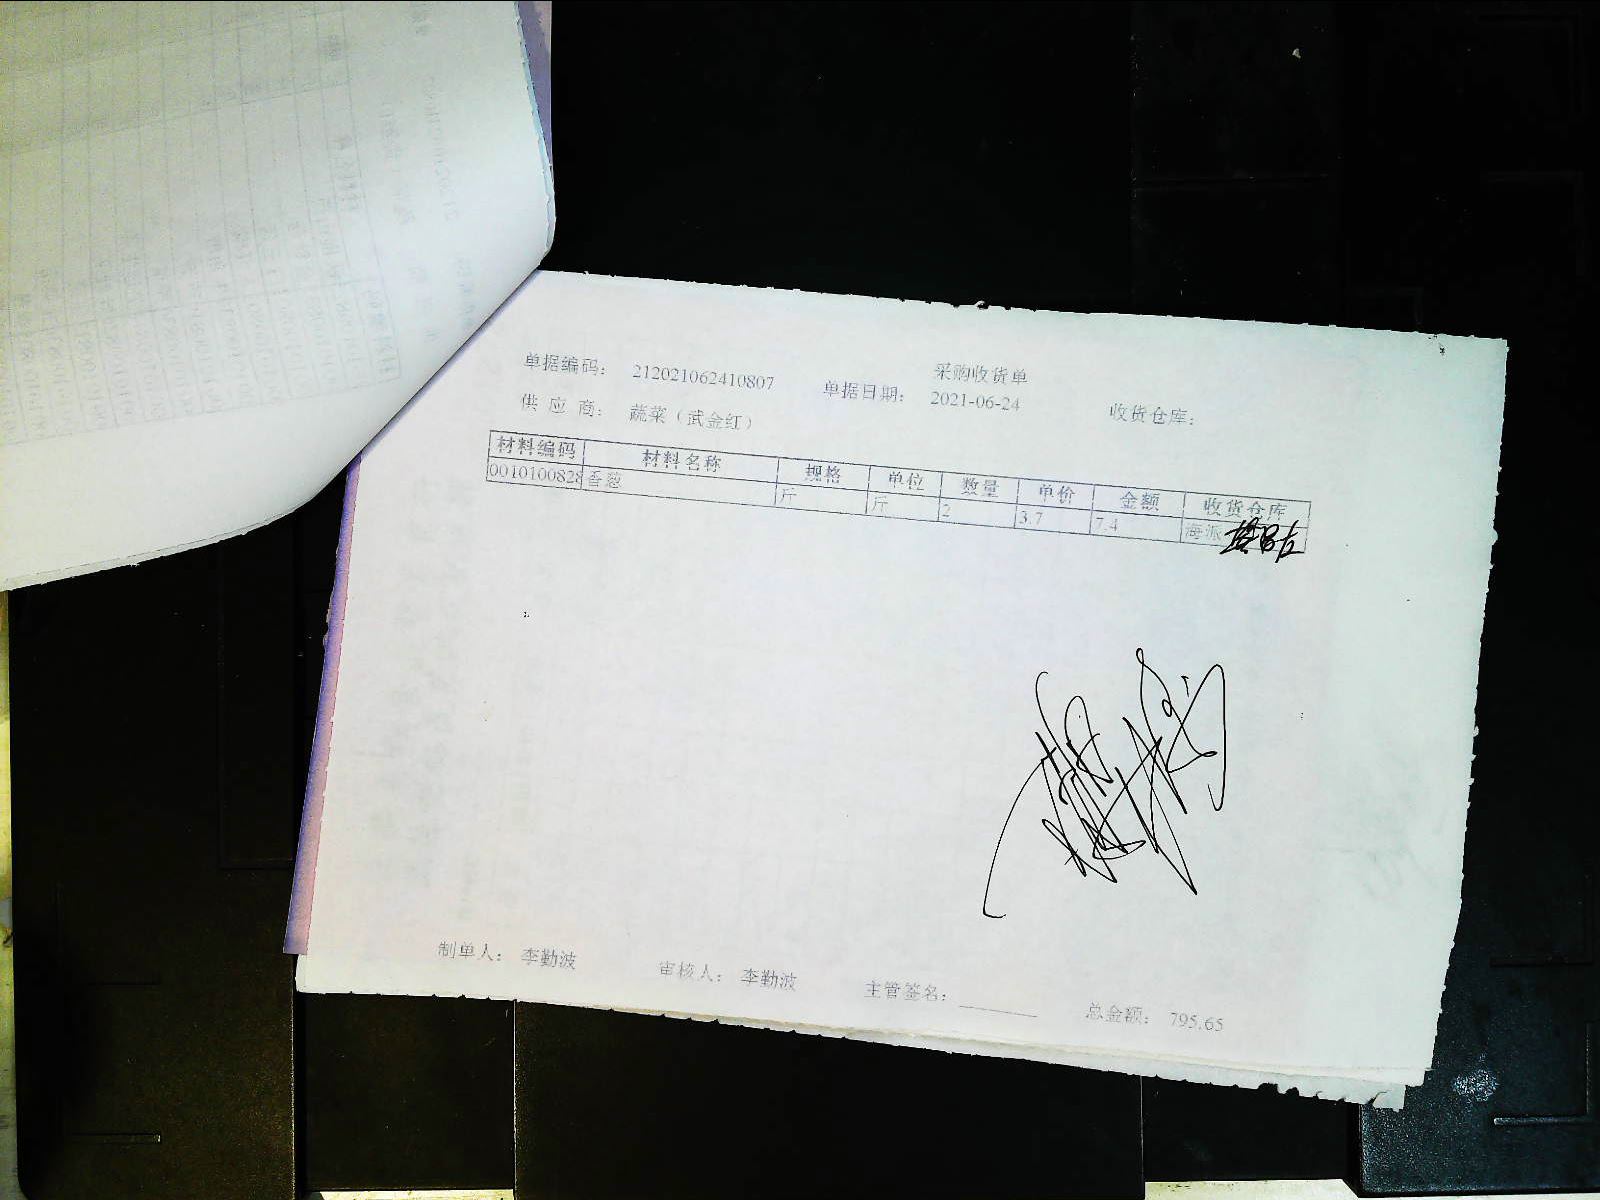 采购收货单
单据编码: 212021062410807 单据日期: 2021-06-24 收货仓库:
供 应 商: 蔬菜（武金红）
材料编码 材料名称 规格 单位 数量 单价 金额 收货仓库
0010100828 香葱 斤 斤 2 3.7 7.4 海派
制单人: 李勤波 审核人: 李勤波 主管签名: 总金额: 795.65